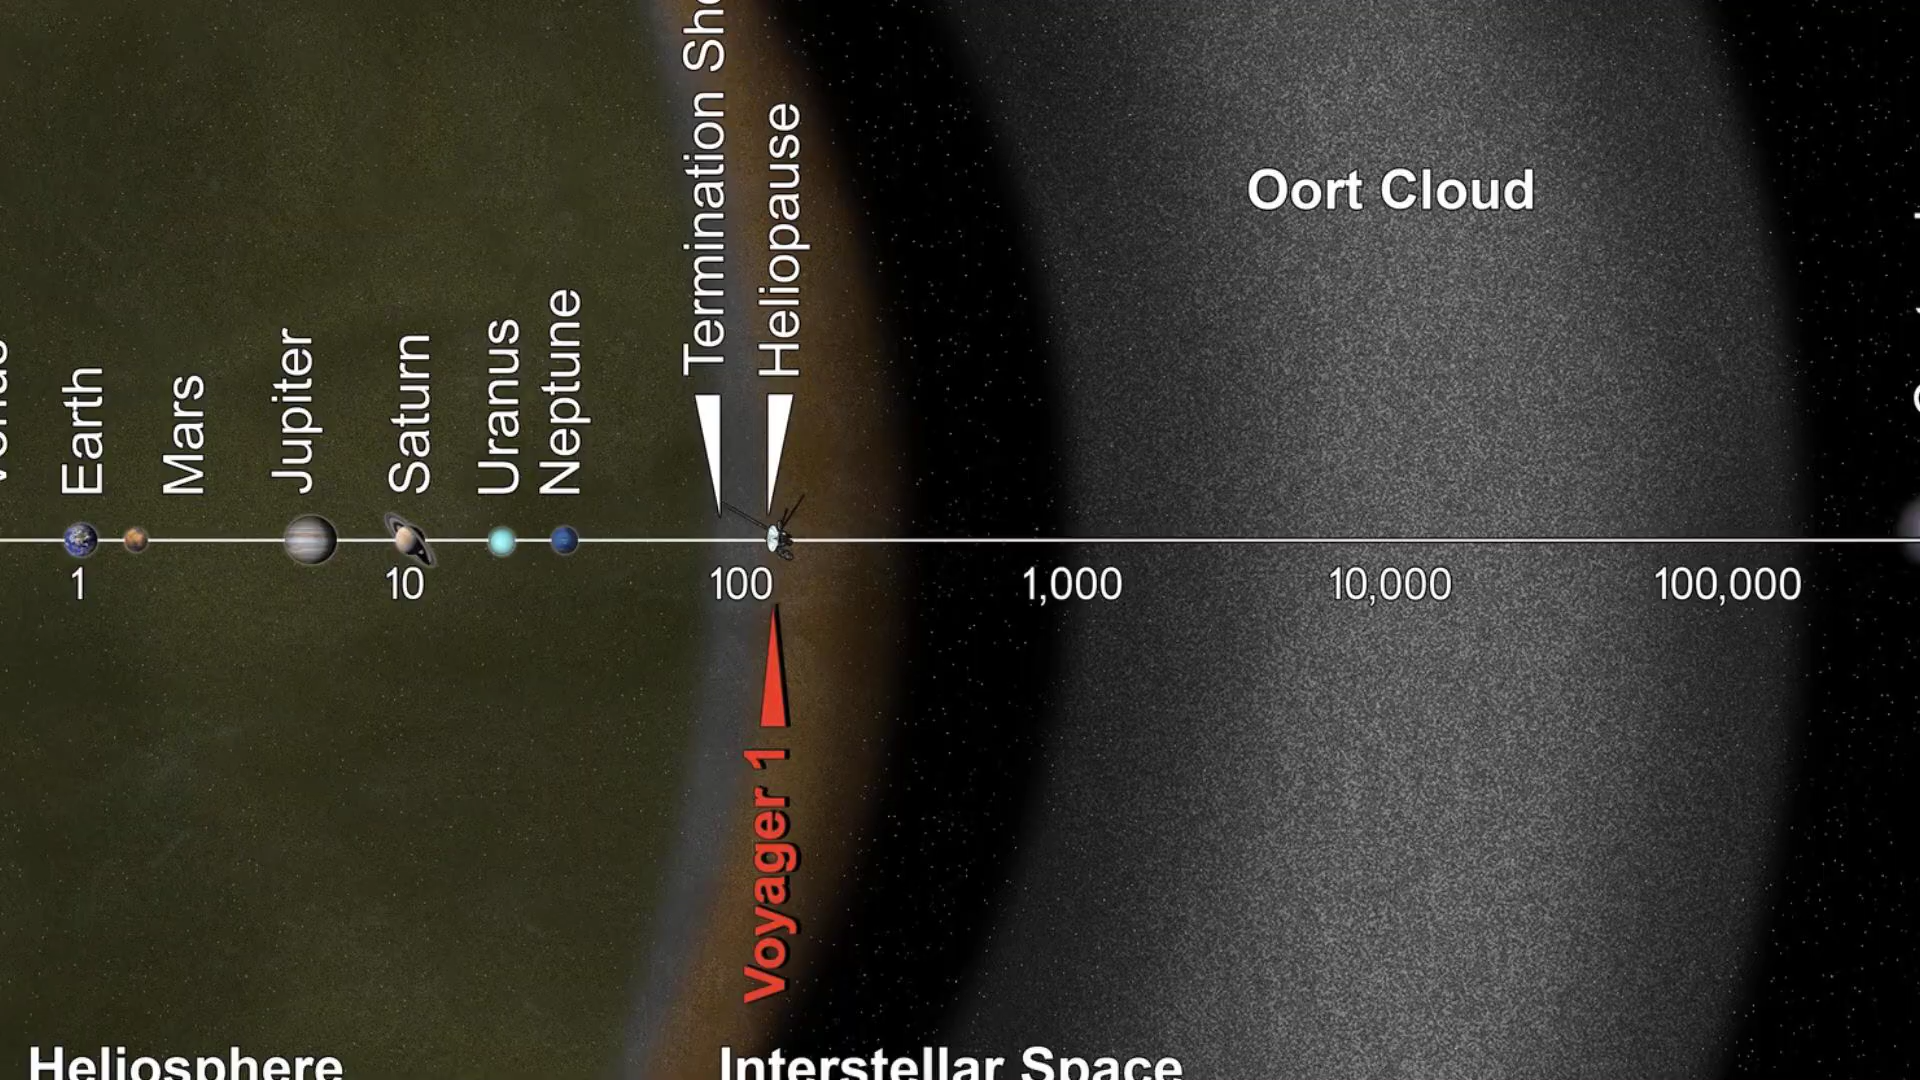 Oort Cloud
Termination
Heliopause
Earth
Mars
Jupiter
Saturn
Uranus
Neptune
1
10
100
1,000
10,000
100,000
Voyager 1
Heliosphere
Interstellar Space